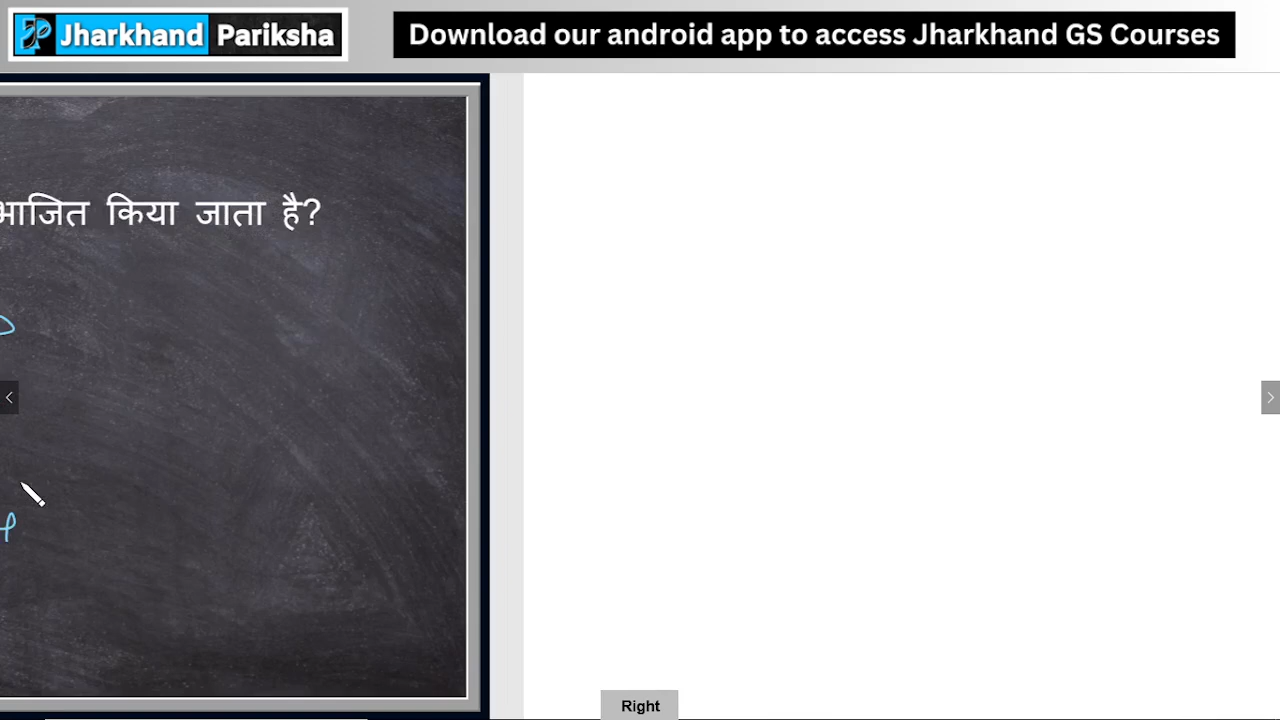 Jharkhand Pariksha
Download our android app to access Jharkhand GS Courses
किया जाता है?
Right